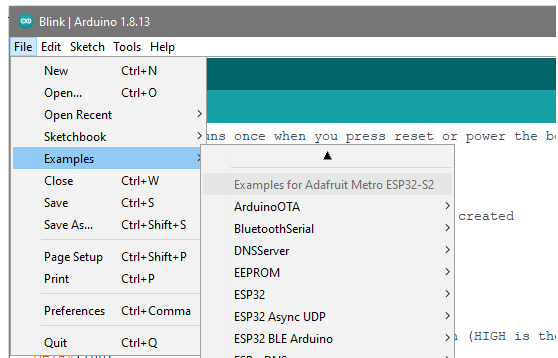 Blink | Arduino 1.8.13
File Edit Sketch Tools Help
New Ctrl+N
Open... Ctrl+O
Open Recent
Sketchbook
Examples
Close Ctrl+W
Save Ctrl+S
Save As... Ctrl+Shift+S
Page Setup Ctrl+Shift+P
Print Ctrl+P
Preferences Ctrl+Comma
Quit Ctrl+Q
once when you press reset or power the
Examples for Adafruit Metro ESP32-S2
ArduinoOTA
BluetoothSerial
created
DNSServer
EEPROM
ESP32
ESP32 Async UDP
ESP32 BLE Arduino
(HIGH is the